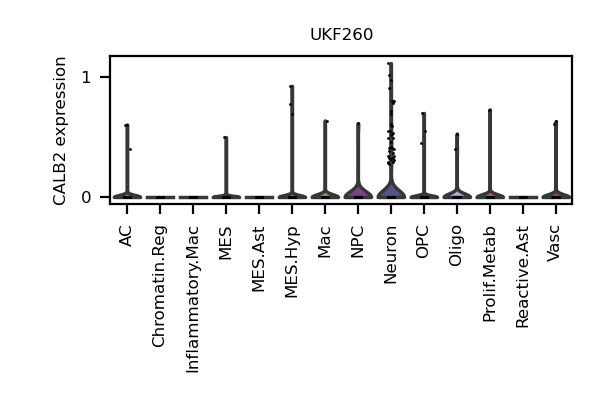 UKF260
CALB2 expression
1
0
AC
Chromatin.Reg
Inflammatory.Mac
MES
MES.Ast
MES.Hyp
Mac
NPC
Neuron
OPC
Oligo
Prolif.Metab
Reactive.Ast
Vasc